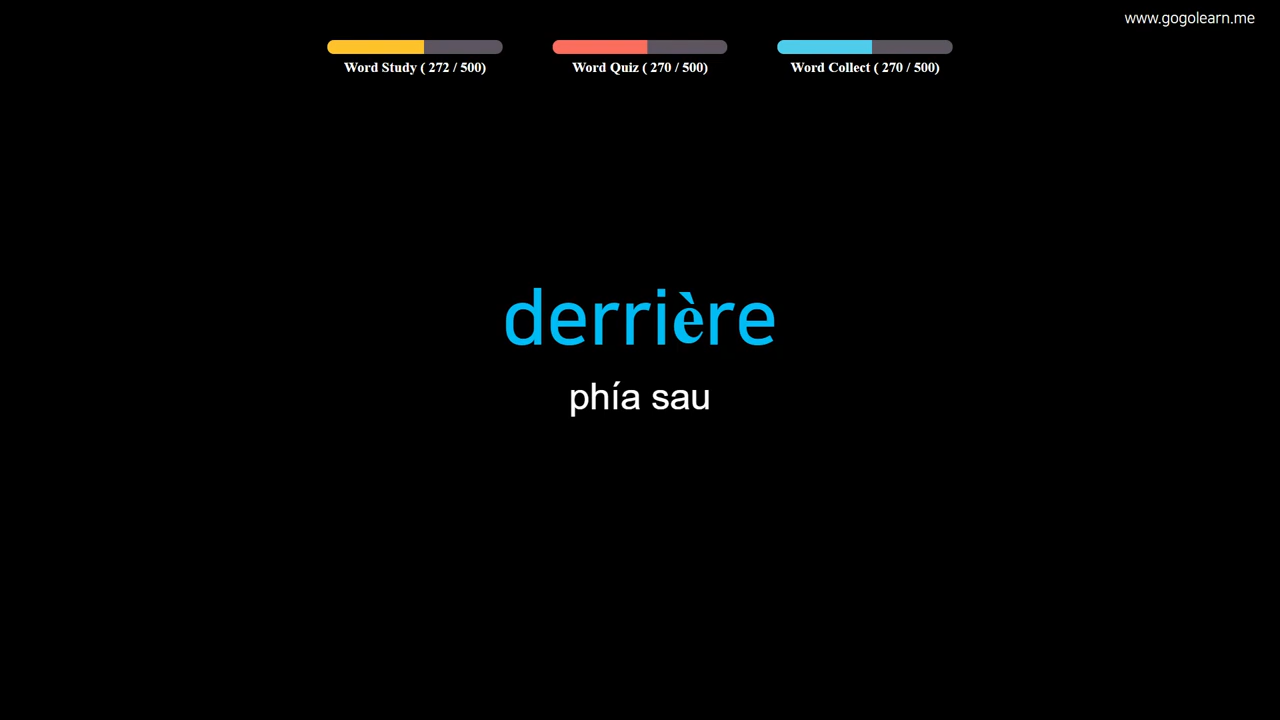 www.gogolearn.me
Word Study ( 272 / 500)
Word Quiz ( 270 / 500)
Word Collect ( 270 / 500)
derrière
phía sau